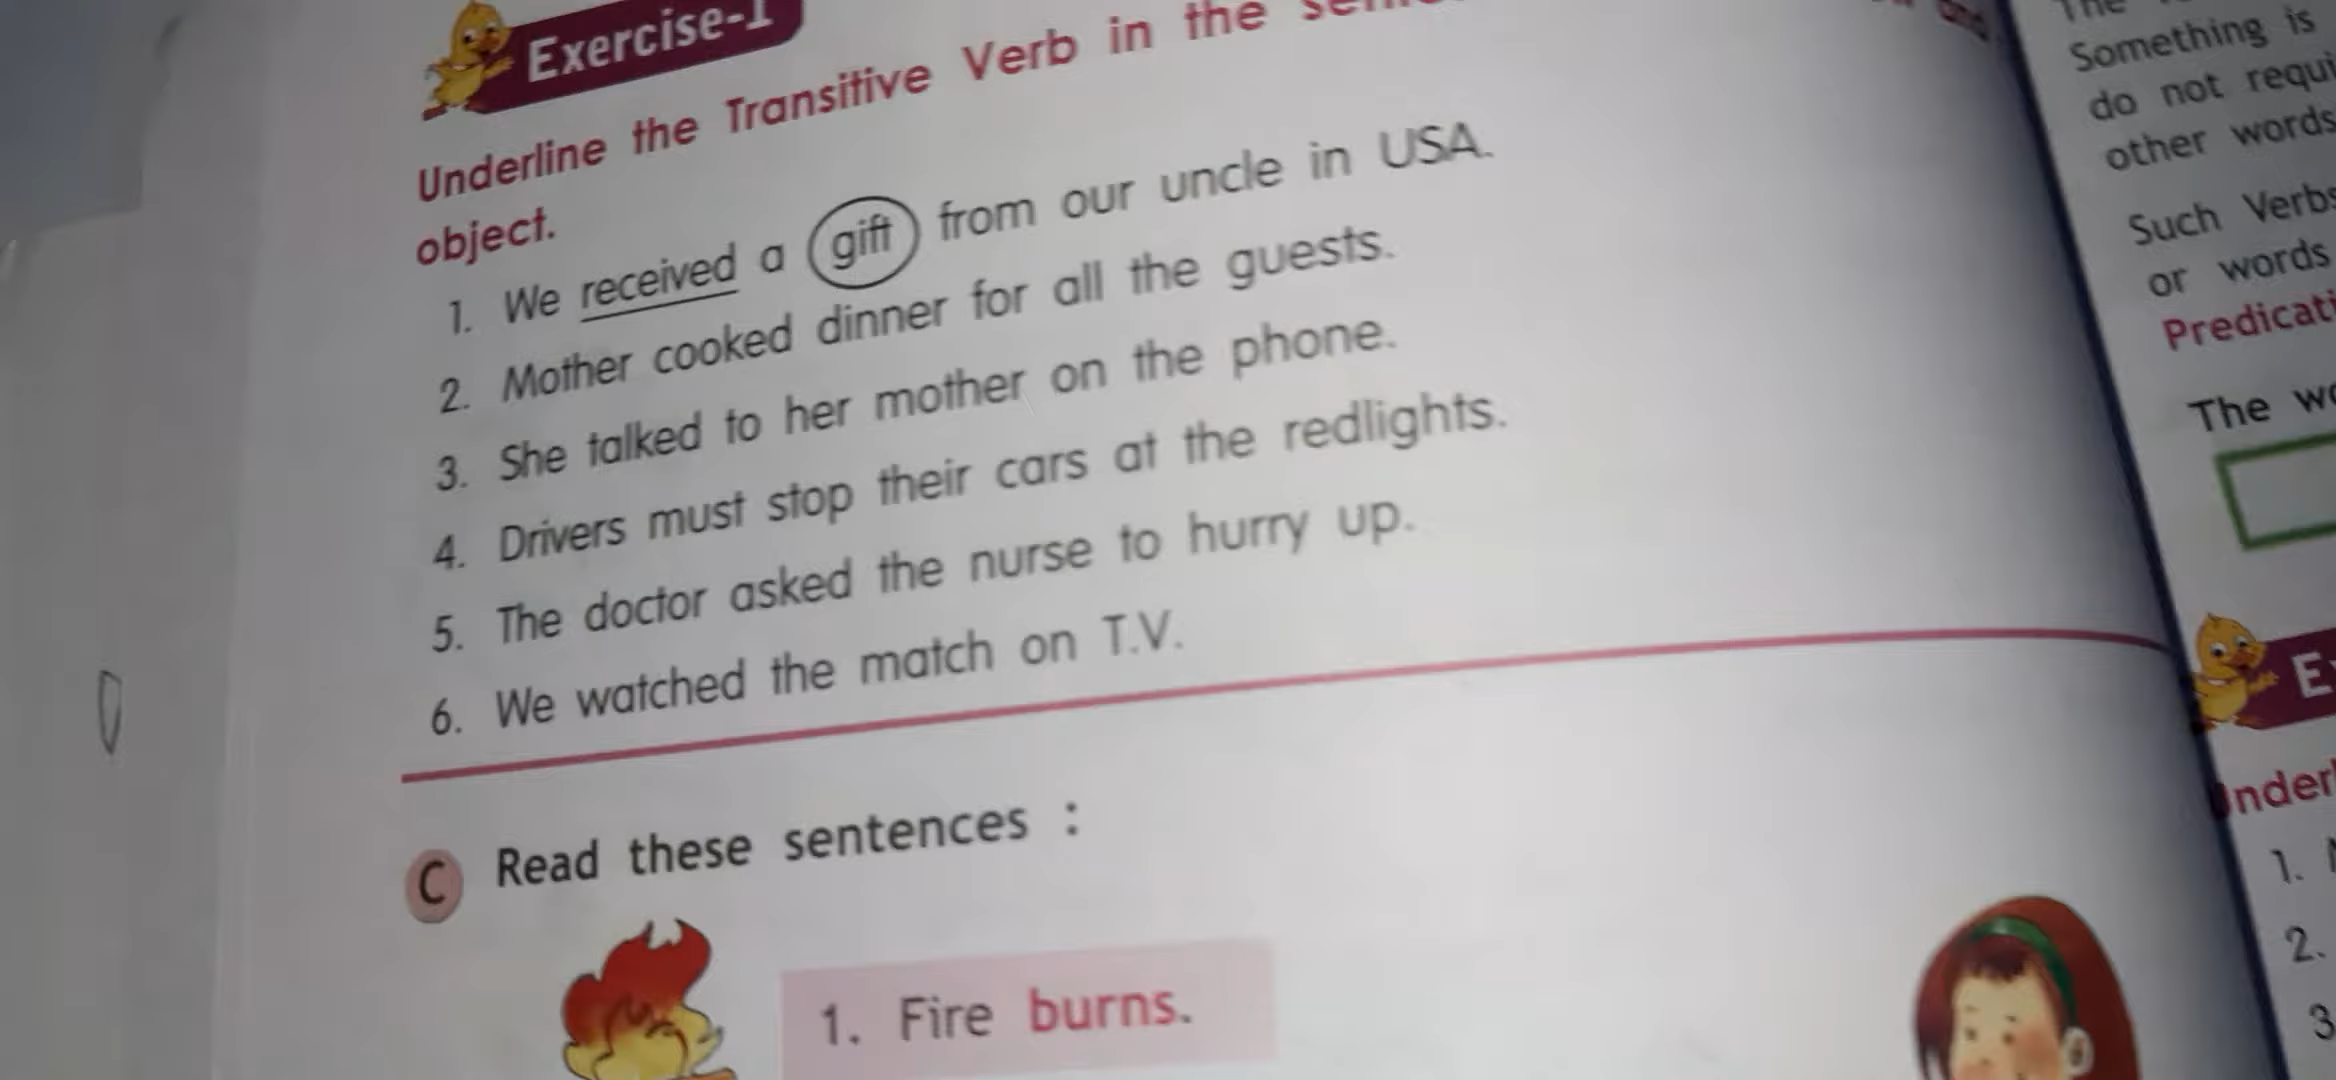 Exercise-1
Underline the Transitive Verb in the
object.
1. We received a gift from our uncle in USA.
2. Mother cooked dinner for all the guests.
3. She talked to her mother on the phone.
4. Drivers must stop their cars at the redlights.
5. The doctor asked the nurse to hurry up.
6. We watched the match on T.V.
C Read these sentences :
1. Fire burns.
The
Something is
do not requi
other words
Such Verbs
or words
Predicati
The
1.
2.
3